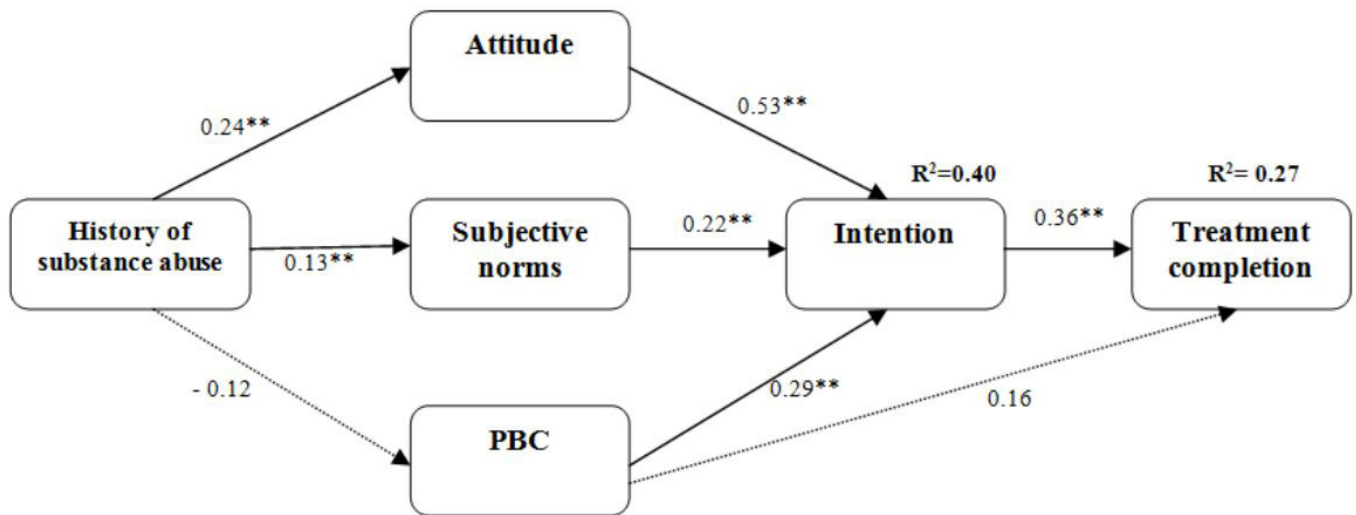 Attitude
0.24**
0.53**
R²=0.40
R²= 0.27
History of
substance abuse
0.13**
Subjective
norms
0.22**
Intention
0.36**
Treatment
completion
- 0.12
PBC
0.29**
0.16